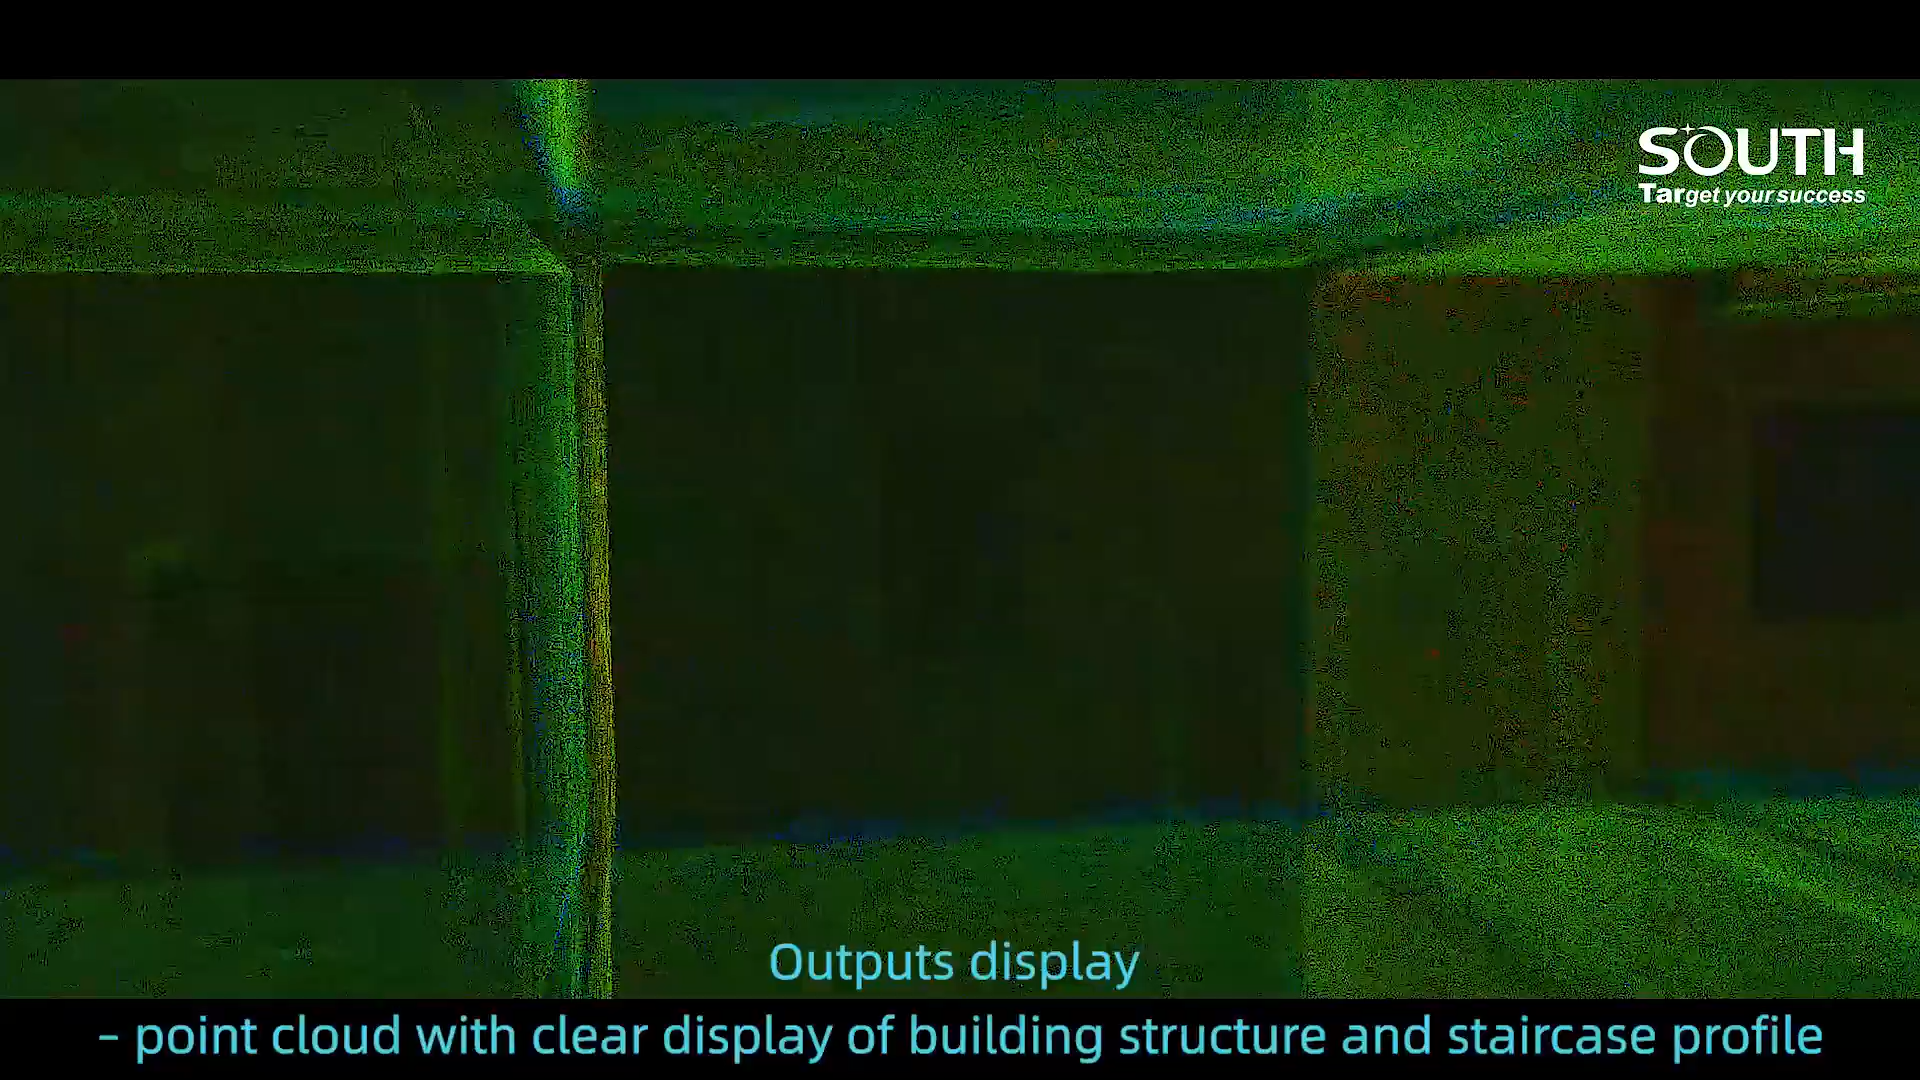 SOUTH
Target your success
Outputs display
– point cloud with clear display of building structure and staircase profile